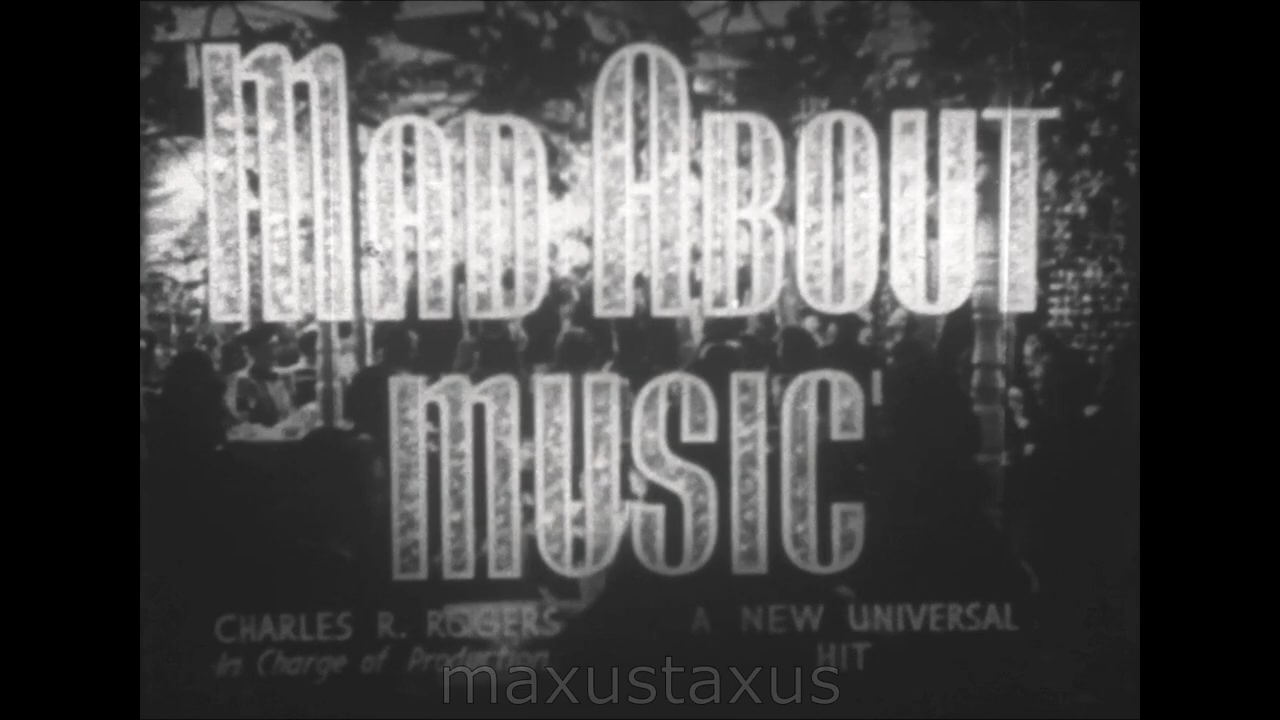 MAD ABOUT
MUSIC
CHARLES R. ROGERS
In Charge of Production
A NEW UNIVERSAL
HIT
maxustaxus